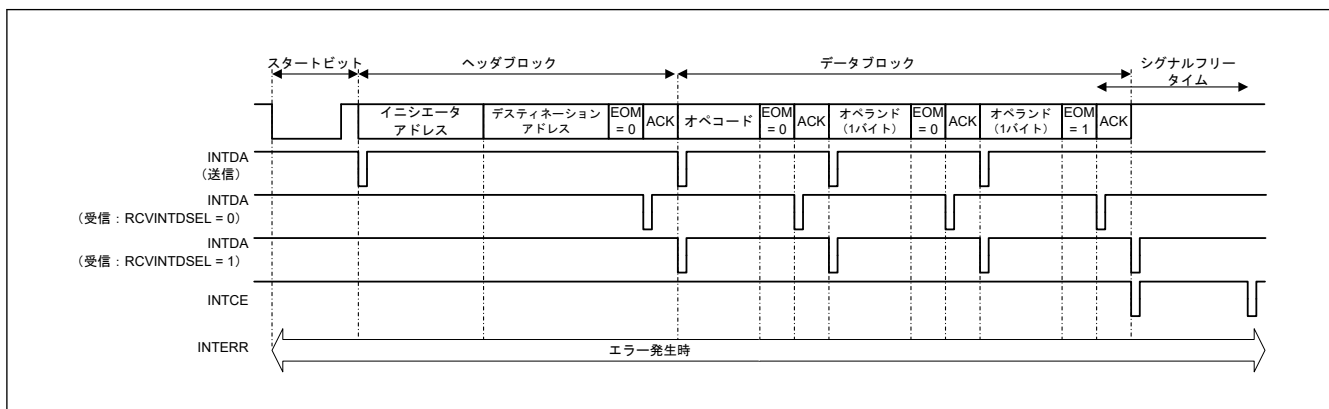 スタートビット
ヘッダブロック
データブロック
シグナルフリー
タイム
イニシエータ
アドレス
デスティネーション
アドレス
EOM
= 0
ACK
オペコード
EOM
= 0
ACK
オペランド
(1バイト)
EOM
= 0
ACK
オペランド
(1バイト)
EOM
= 1
ACK
INTDA
(送信)
INTDA
(受信:RCVINTDSEL = 0)
INTDA
(受信:RCVINTDSEL = 1)
INTCE
INTERR
エラー発生時